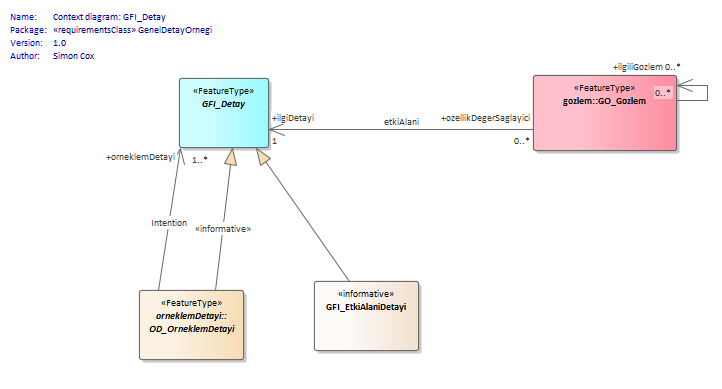 Name: Context diagram: GFI_Detay
Package: «requirementsClass» GenelDetayOrnegi
Version: 1.0
Author: Simon Cox
+ilgiliGozlem 0..*
«FeatureType»
GFI_Detay
«FeatureType»
gozlem::GO_Gozlem
0..*
+ilgiDetayi
etkiAlani
+ozellikDegerSaglayici
1
0..*
+orneklemDetayi
1..*
Intention
«informative»
«FeatureType»
orneklemDetayi::
OD_OrneklemDetayi
«informative»
GFI_EtkiAlaniDetayi